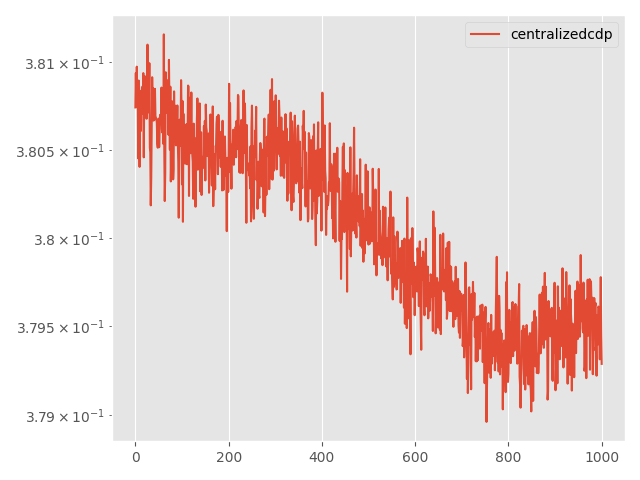 centralizedcdp
3.81 × 10⁻¹
3.805 × 10⁻¹
3.8 × 10⁻¹
3.795 × 10⁻¹
3.79 × 10⁻¹
0 200 400 600 800 1000